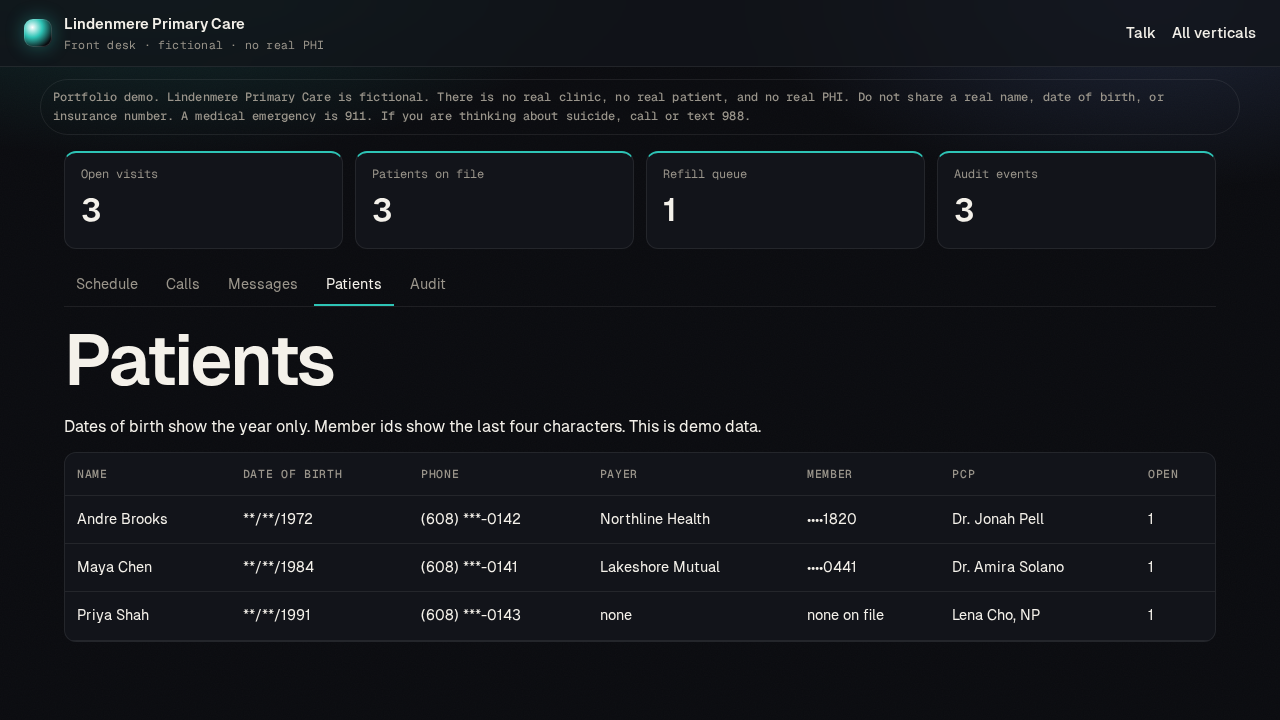 Lindenmere Primary Care
Front desk · fictional · no real PHI
Talk
All verticals
Portfolio demo. Lindenmere Primary Care is fictional. There is no real clinic, no real patient, and no real PHI. Do not share a real name, date of birth, or
insurance number. A medical emergency is 911. If you are thinking about suicide, call or text 988.
Open visits
3
Patients on file
3
Refill queue
1
Audit events
3
Schedule
Calls
Messages
Patients
Audit
Patients
Dates of birth show the year only. Member ids show the last four characters. This is demo data.
NAME DATE OF BIRTH PHONE PAYER MEMBER PCP OPEN
Andre Brooks **/**/1972 (608) ***-0142 Northline Health ••••1820 Dr. Jonah Pell 1
Maya Chen **/**/1984 (608) ***-0141 Lakeshore Mutual ••••0441 Dr. Amira Solano 1
Priya Shah **/**/1991 (608) ***-0143 none none on file Lena Cho, NP 1